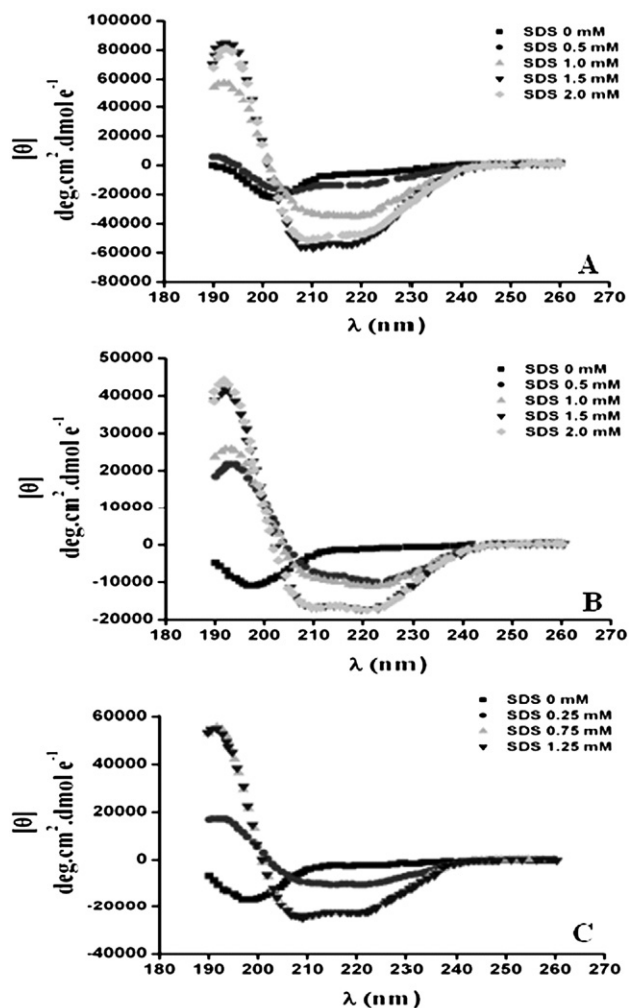 100000
80000
60000
40000
20000
0
-20000
-40000
-60000
-80000
|θ|
deg.cm².dmol e⁻¹
SDS 0 mM
SDS 0.5 mM
SDS 1.0 mM
SDS 1.5 mM
SDS 2.0 mM
A
180 190 200 210 220 230 240 250 260 270
λ (nm)
50000
40000
30000
20000
10000
0
-10000
-20000
|θ|
deg.cm².dmol e⁻¹
SDS 0 mM
SDS 0.5 mM
SDS 1.0 mM
SDS 1.5 mM
SDS 2.0 mM
B
180 190 200 210 220 230 240 250 260 270
λ (nm)
60000
40000
20000
0
-20000
-40000
|θ|
deg.cm².dmol e⁻¹
SDS 0 mM
SDS 0.25 mM
SDS 0.75 mM
SDS 1.25 mM
C
180 190 200 210 220 230 240 250 260 270
λ (nm)